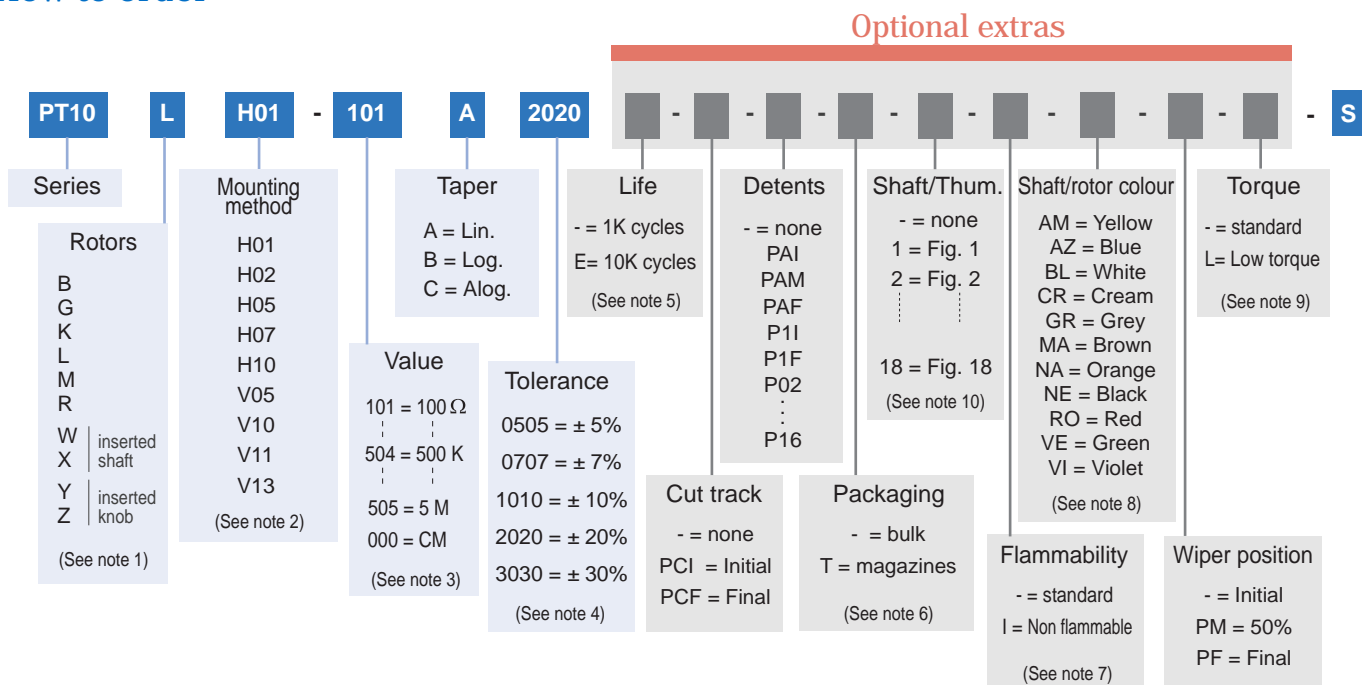 Optional extras
PT10 L H01 - 101 A 2020 - - - - - - - - - S
Series
Rotors
B
G
K
L
M
R
W
X
inserted
shaft
Y
Z
inserted
knob
(See note 1)
Mounting
method
H01
H02
H05
H07
H10
V05
V10
V11
V13
(See note 2)
Value
101 = 100 Ω
504 = 500 K
505 = 5 M
000 = CM
(See note 3)
Taper
A = Lin.
B = Log.
C = Alog.
Tolerance
0505 = ± 5%
0707 = ± 7%
1010 = ± 10%
2020 = ± 20%
3030 = ± 30%
(See note 4)
Life
- = 1K cycles
E= 10K cycles
(See note 5)
Cut track
- = none
PCI = Initial
PCF = Final
Detents
- = none
PAI
PAM
PAF
P1I
P1F
P02
:
P16
Packaging
- = bulk
T = magazines
(See note 6)
Shaft/Thum.
- = none
1 = Fig. 1
2 = Fig. 2
18 = Fig. 18
(See note 10)
Flammability
- = standard
I = Non flammable
(See note 7)
Shaft/rotor colour
AM = Yellow
AZ = Blue
BL = White
CR = Cream
GR = Grey
MA = Brown
NA = Orange
NE = Black
RO = Red
VE = Green
VI = Violet
(See note 8)
Wiper position
- = Initial
PM = 50%
PF = Final
Torque
- = standard
L= Low torque
(See note 9)